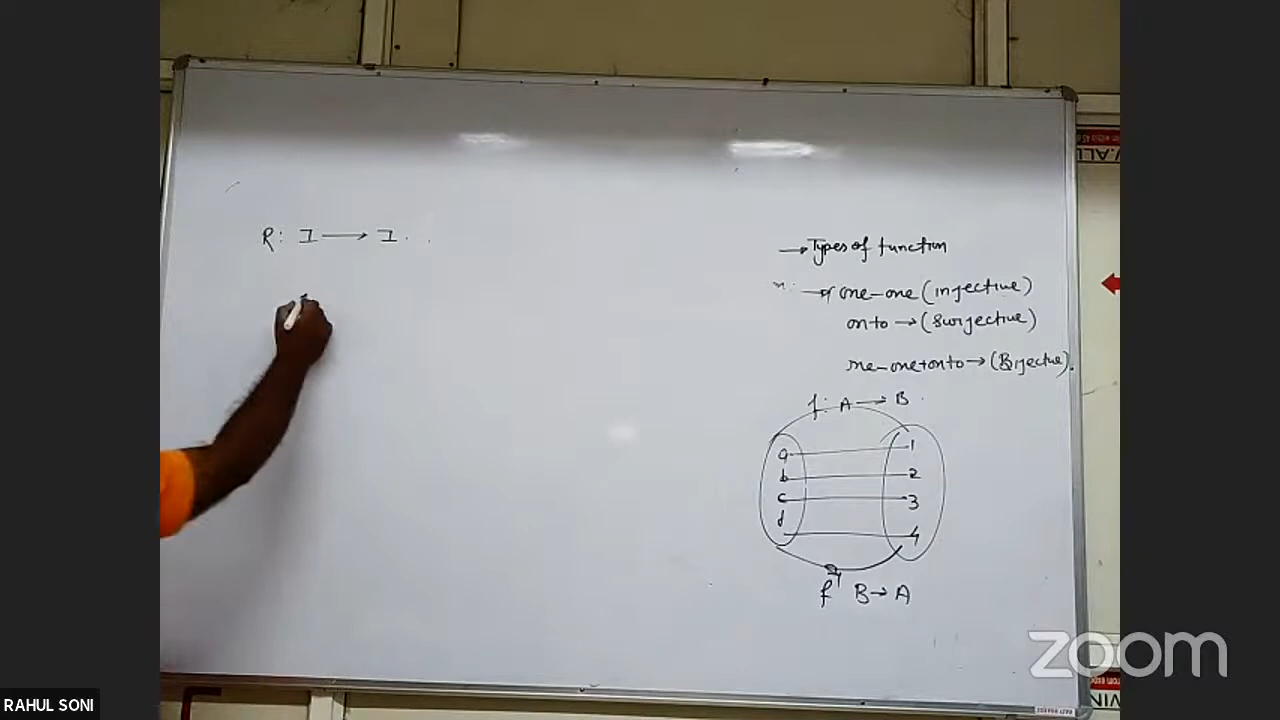 R: I → I . .
→ Types of function
→ one-one (injective)
onto → (Surjective)
one-one+onto → (Bijective).
f: A → B
a 1
b 2
c 3
d 4
f⁻¹ B → A
zoom
RAHUL SONI